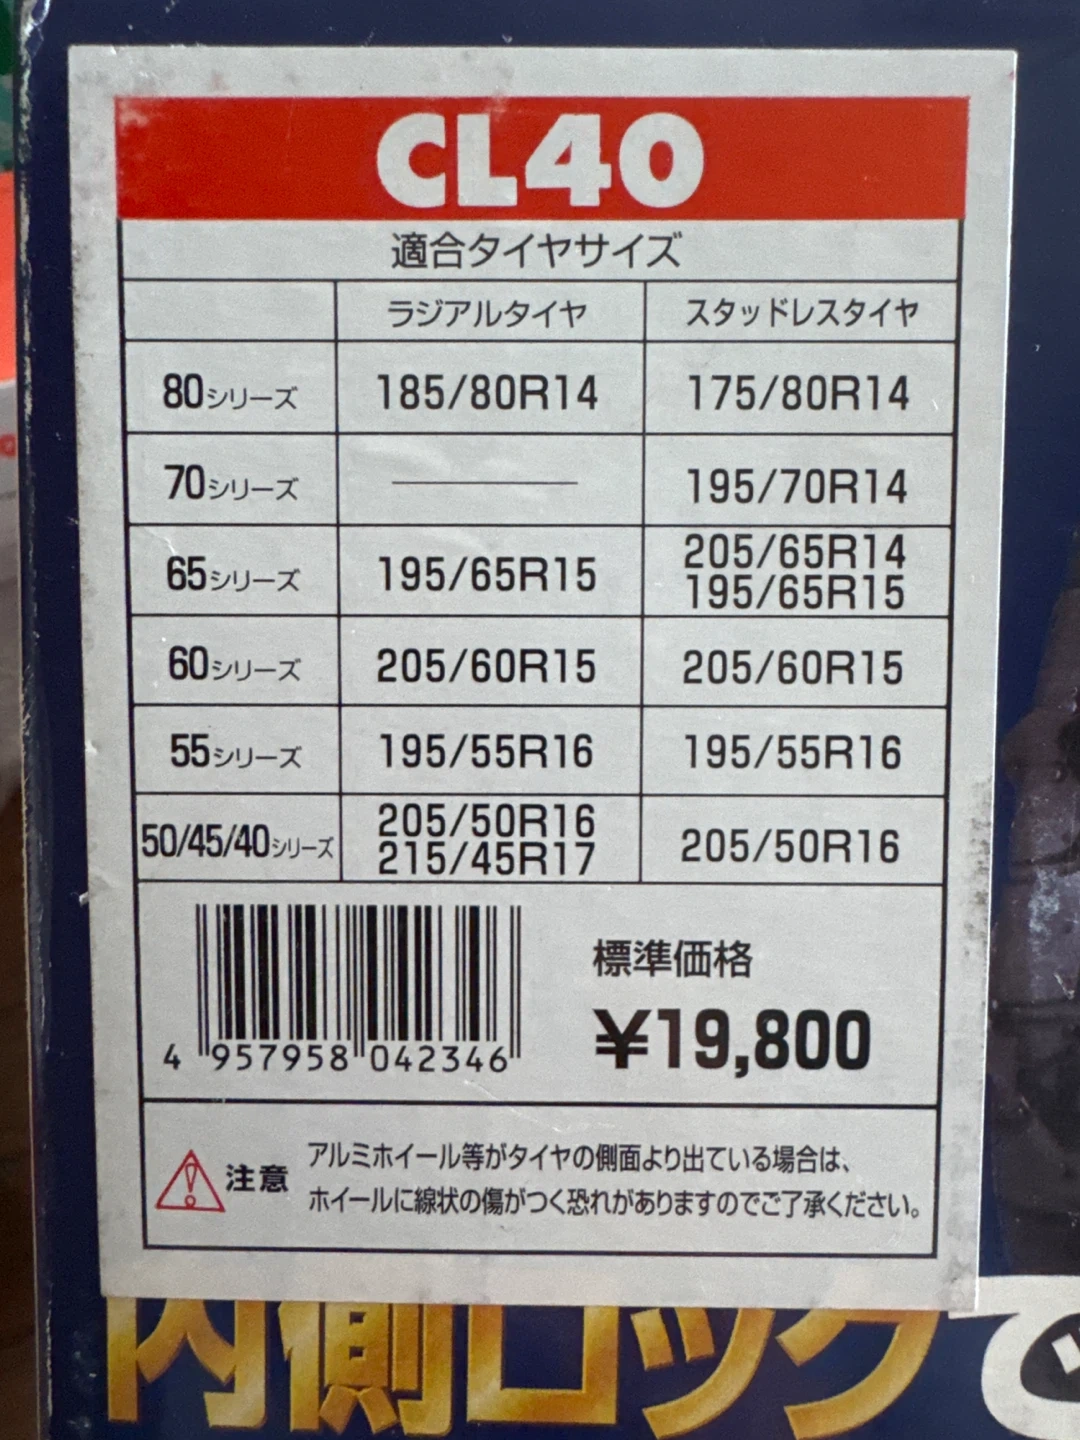 CL40
適合タイヤサイズ
ラジアルタイヤ スタッドレスタイヤ
80シリーズ 185/80R14 175/80R14
70シリーズ ——— 195/70R14
65シリーズ 195/65R15 205/65R14
195/65R15
60シリーズ 205/60R15 205/60R15
55シリーズ 195/55R16 195/55R16
50/45/40シリーズ 205/50R16 205/50R16
215/45R17
標準価格
¥19,800
4 957958 042346
注意 アルミホイール等がタイヤの側面より出ている場合は、
ホイールに線状の傷がつく恐れがありますのでご了承ください。
内側ロックで